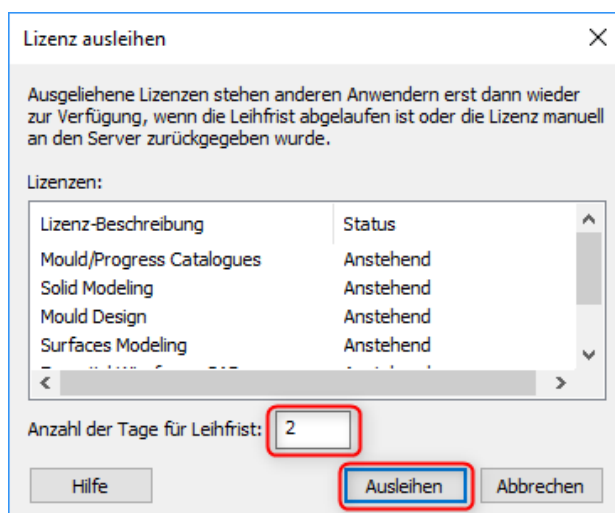 Lizenz ausleihen
Ausgeliehene Lizenzen stehen anderen Anwendern erst dann wieder
zur Verfügung, wenn die Leihfrist abgelaufen ist oder die Lizenz manuell
an den Server zurückgegeben wurde.
Lizenzen:
Lizenz-Beschreibung Status
Mould/Progress Catalogues Anstehend
Solid Modeling Anstehend
Mould Design Anstehend
Surfaces Modeling Anstehend
Anzahl der Tage für Leihfrist: 2
Hilfe Ausleihen Abbrechen